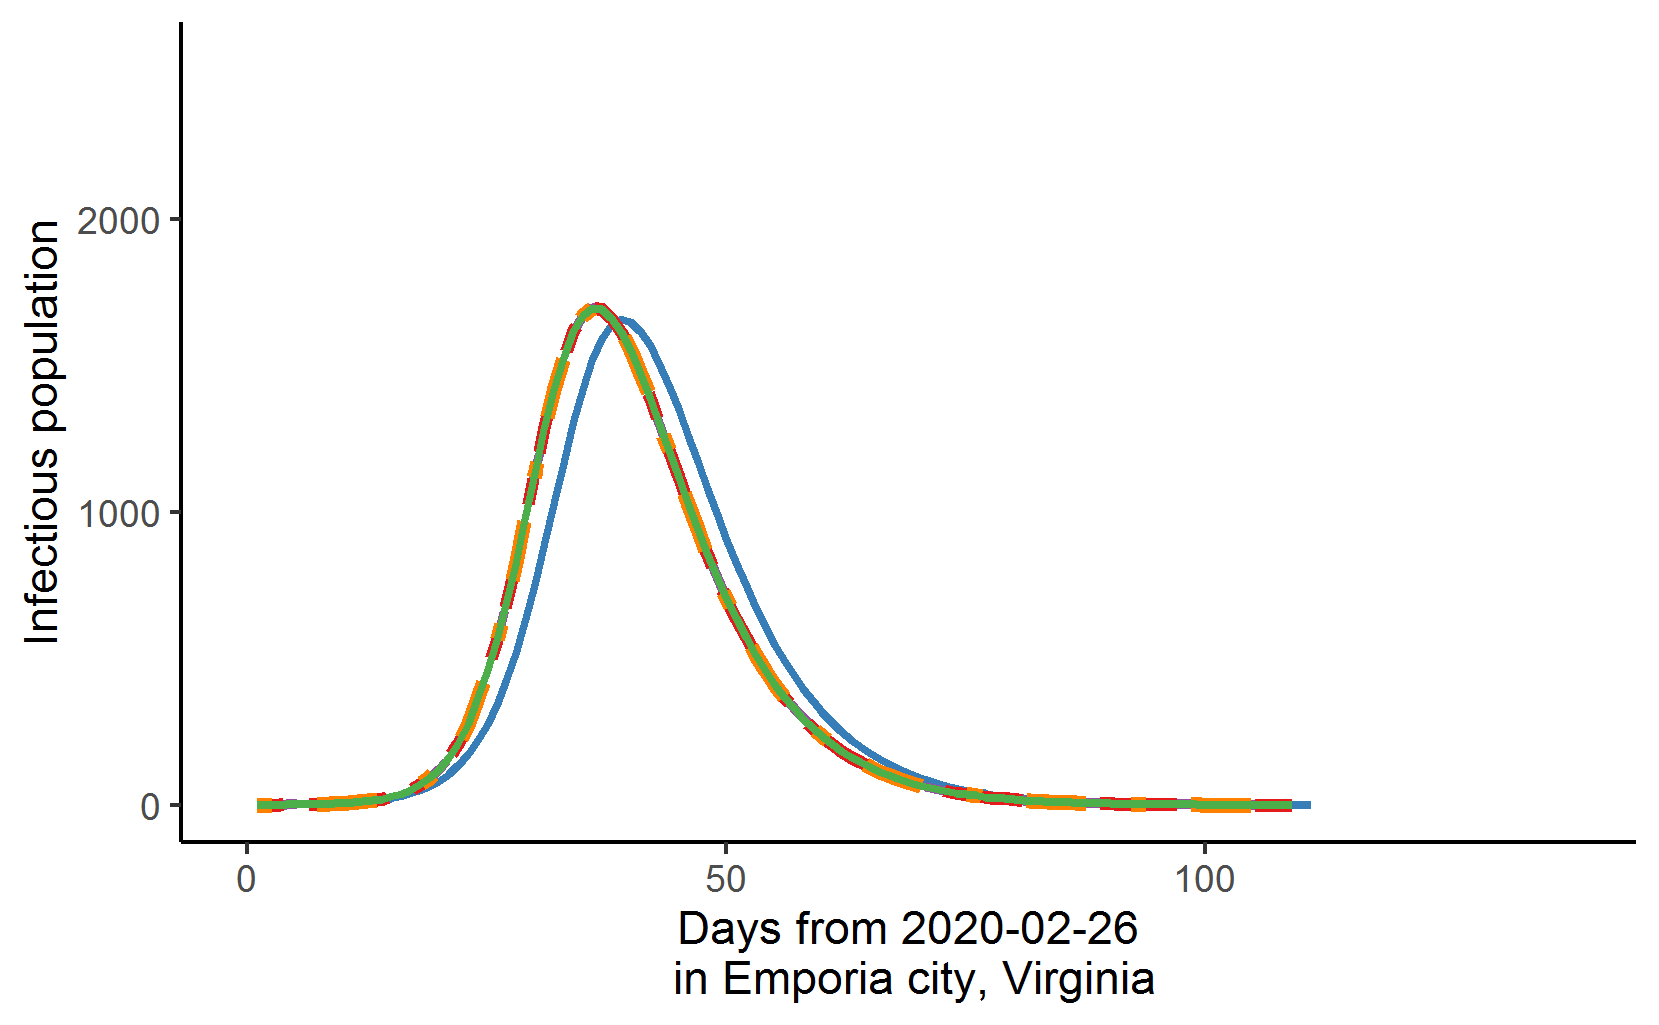 Infectious population
2000
1000
0
0 50 100
Days from 2020-02-26
in Emporia city, Virginia